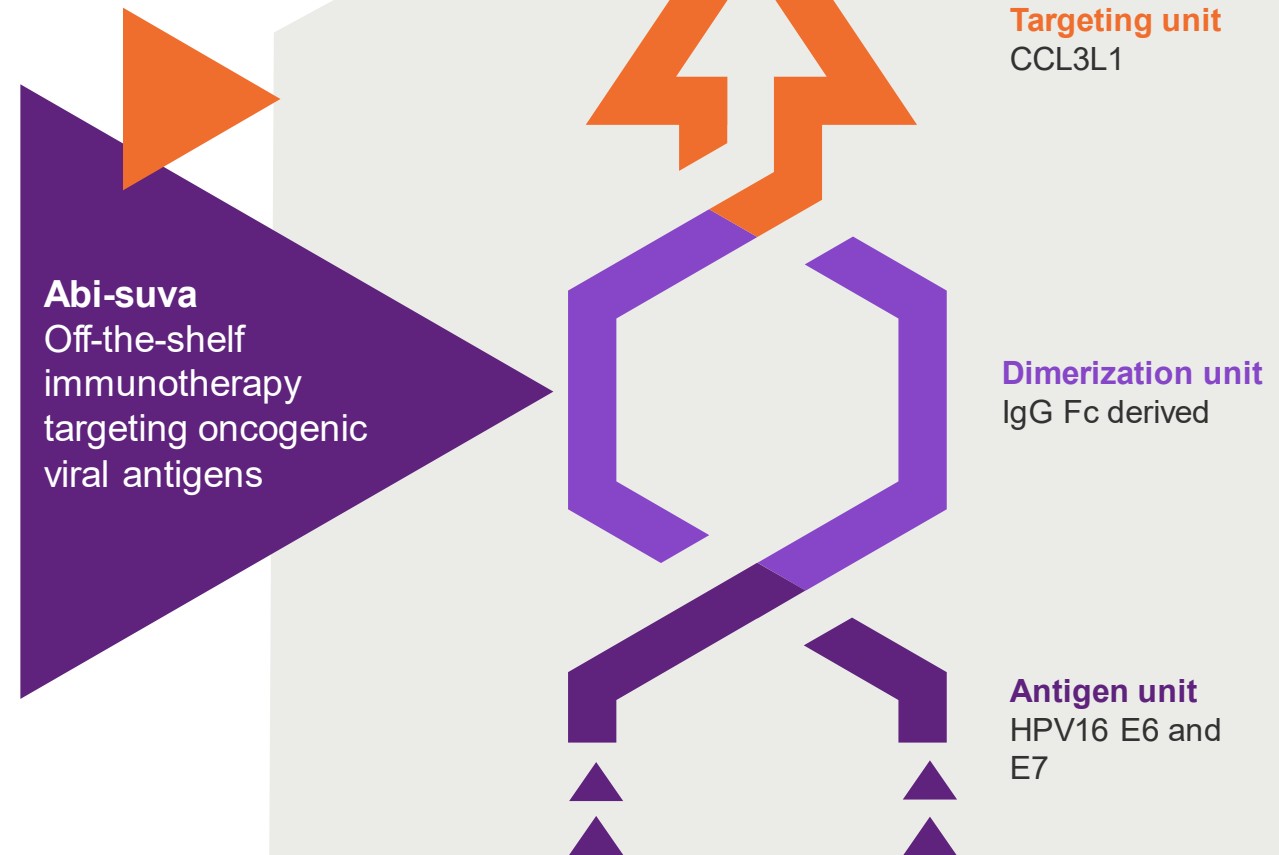 Targeting unit
CCL3L1
Abi-suva
Off-the-shelf
immunotherapy
targeting oncogenic
viral antigens
Dimerization unit
IgG Fc derived
Antigen unit
HPV16 E6 and
E7